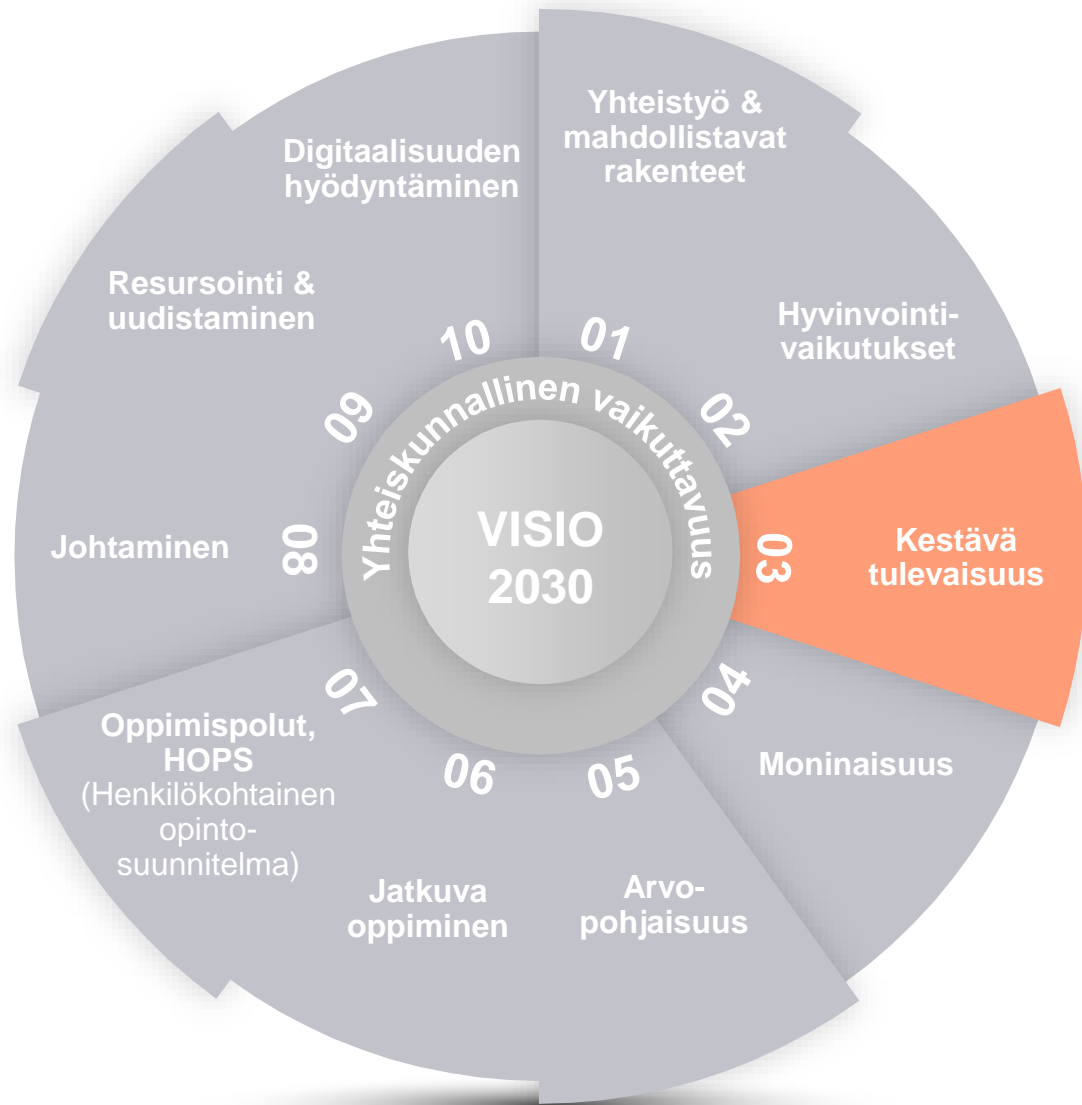 VISIO
2030
Yhteiskunnallinen vaikuttavuus
01
Yhteistyö &
mahdollistavat
rakenteet
02
Hyvinvointi-
vaikutukset
03
Kestävä
tulevaisuus
04
Moninaisuus
05
Arvo-
pohjaisuus
06
Jatkuva
oppiminen
07
Oppimispolut,
HOPS
(Henkilökohtainen
opinto-
suunnitelma)
08
Johtaminen
09
Resursointi &
uudistaminen
10
Digitaalisuuden
hyödyntäminen